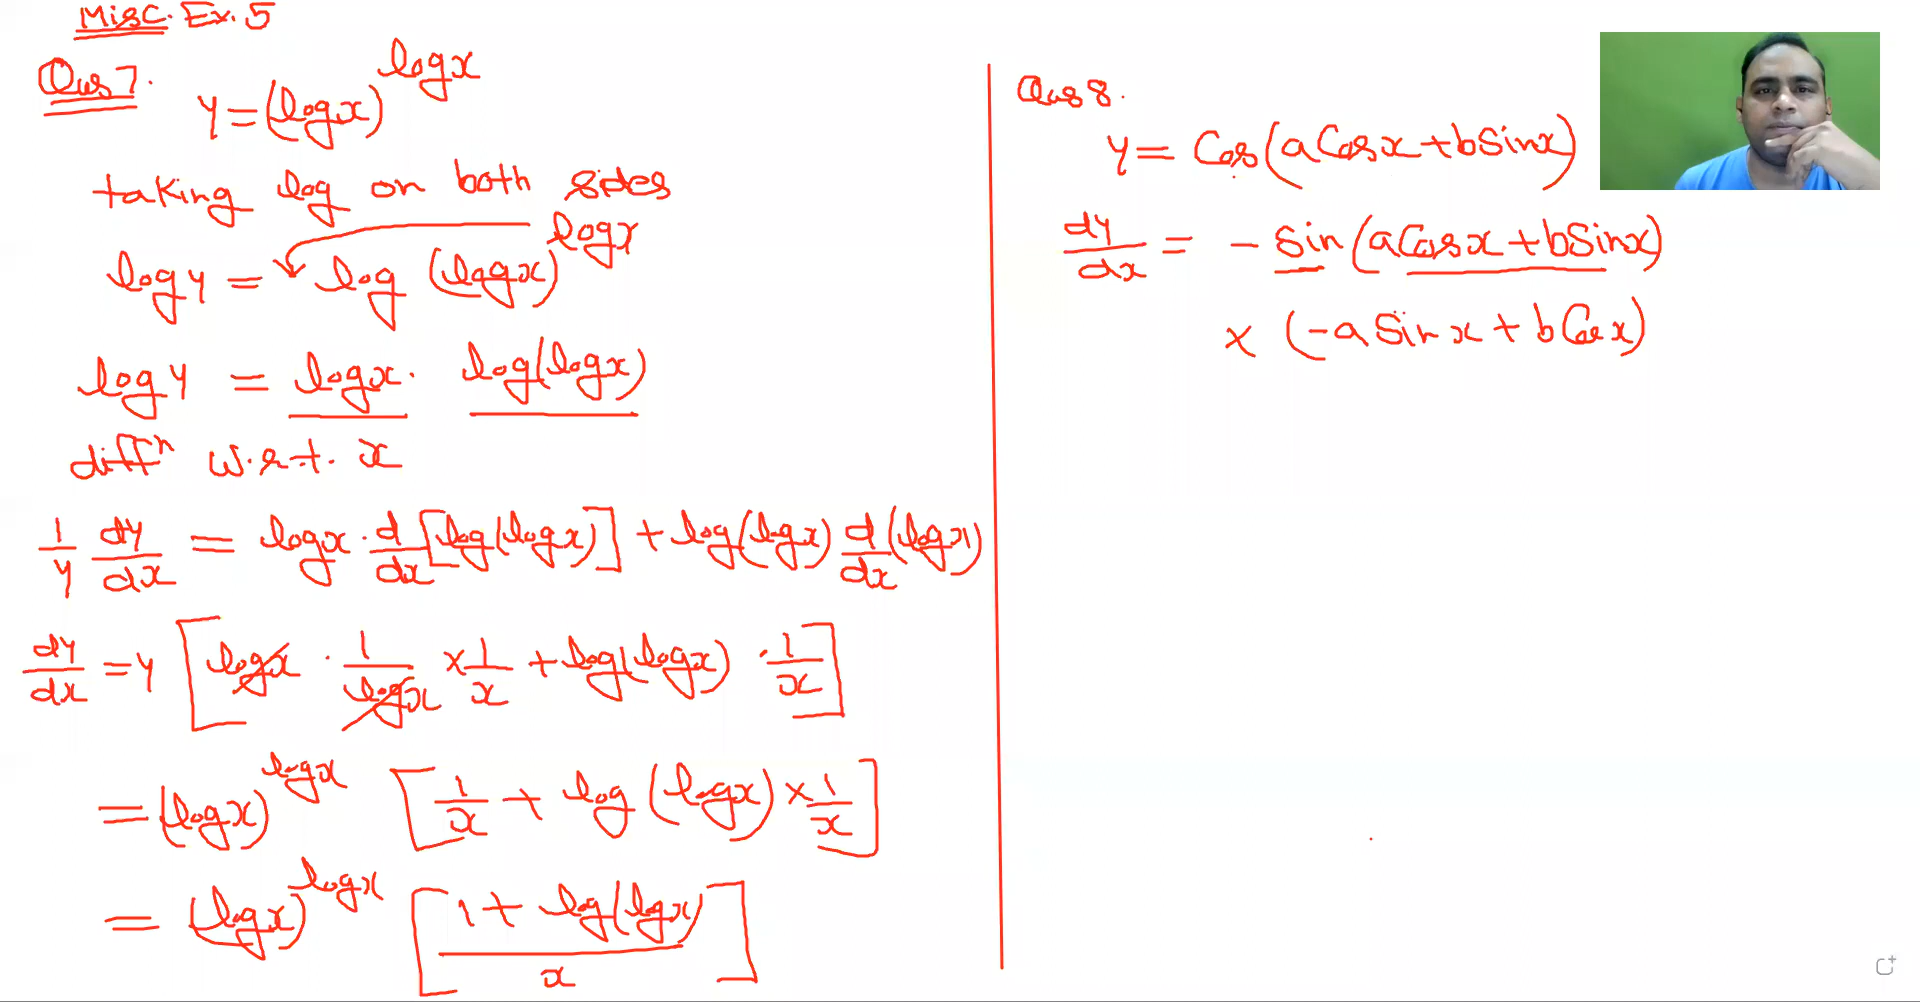 Misc. Ex. 5
Ques 7.
y = (log x)^log x
taking log on both sides
log y = log (log x)^log x
log y = log x . log(log x)
diffⁿ w.r.t. x
1/y dy/dx = log x . d/dx [log(log x)] + log(log x) d/dx (log x)
dy/dx = y [log x . 1/log x × 1/x + log(log x) . 1/x]
= (log x)^log x [1/x + log (log x) × 1/x]
= (log x)^log x [1 + log(log x) / x]
Ques 8.
y = Cos(a Cos x + b Sin x)
dy/dx = - sin (a Cos x + b Sin x)
× (-a Sin x + b Cos x)